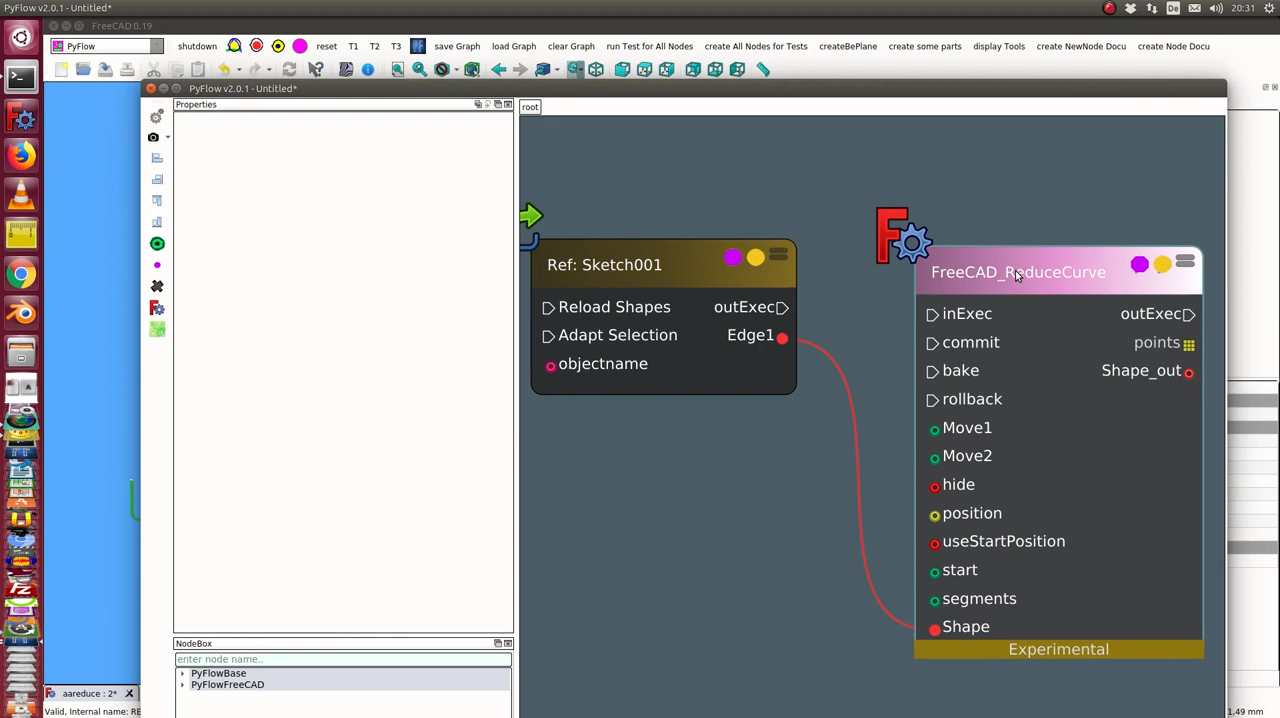 PyFlow v2.0.1 - Untitled*
De
20:31
FreeCAD 0.19
PyFlow
shutdown
reset
T1
T2
T3
save Graph
load Graph
clear Graph
run Test for All Nodes
create All Nodes for Tests
createBePlane
create some parts
display Tools
create NewNode Docu
create Node Docu
PyFlow v2.0.1 - Untitled*
Properties
root
Ref: Sketch001
Reload Shapes
outExec
Adapt Selection
Edge1
objectname
FreeCAD_ReduceCurve
inExec
outExec
commit
points
bake
Shape_out
rollback
Move1
Move2
hide
position
useStartPosition
start
segments
Shape
Experimental
NodeBox
enter node name..
PyFlowBase
PyFlowFreeCAD
aareduce : 2*
Valid, Internal name: RE
1,49 mm